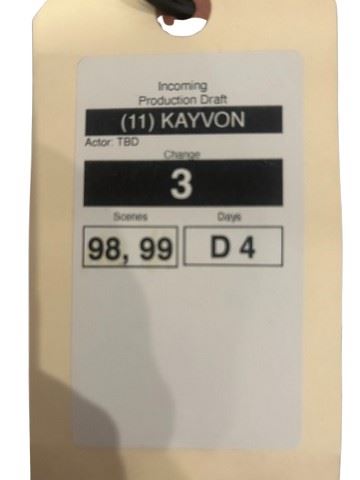 Incoming
Production Draft
(11) KAYVON
Actor: TBD
Change
3
Scenes Days
98, 99 D 4